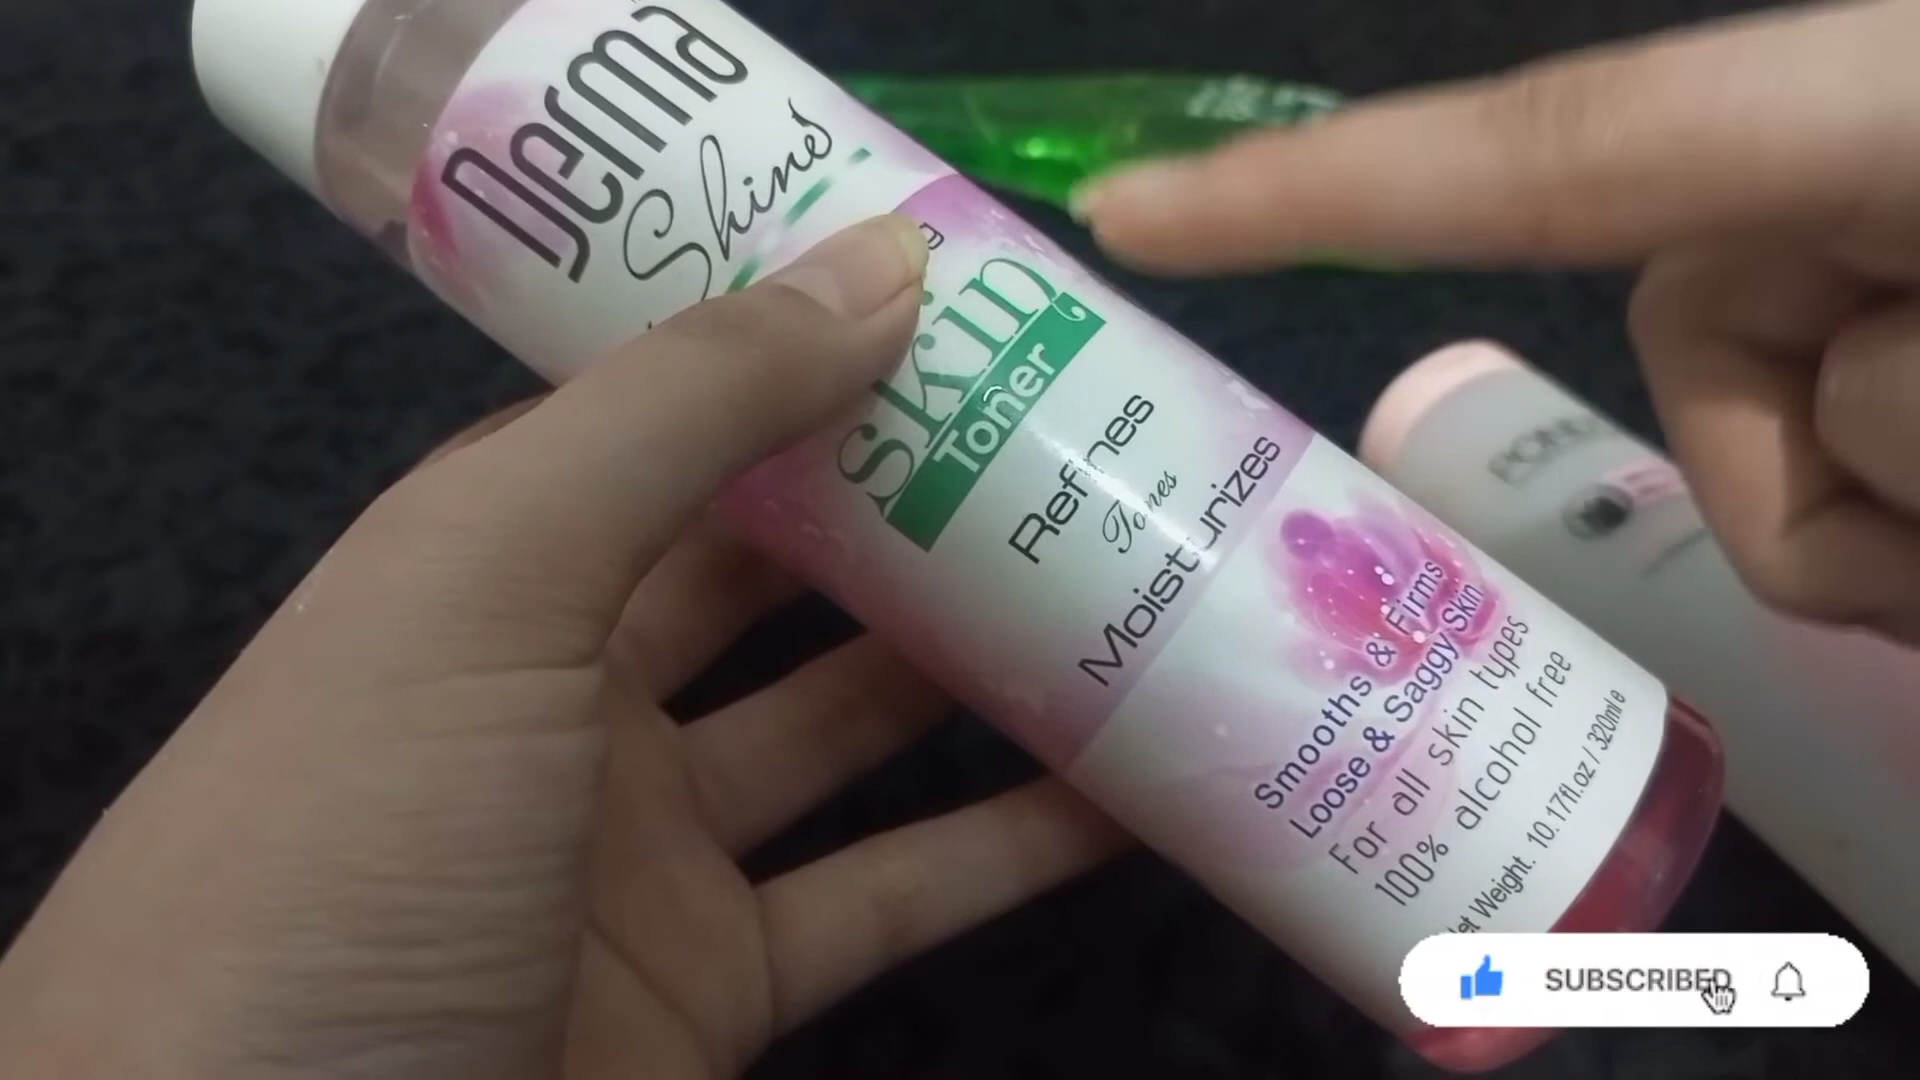 Derma
Shine
Skin
Toner
Refines
Tones
Moisturizes
Smooths & Firms
Loose & Saggy Skin
For all skin types
100% alcohol free
Weight. 10.17fl.oz / 320ml e
POND'S
SUBSCRIBED